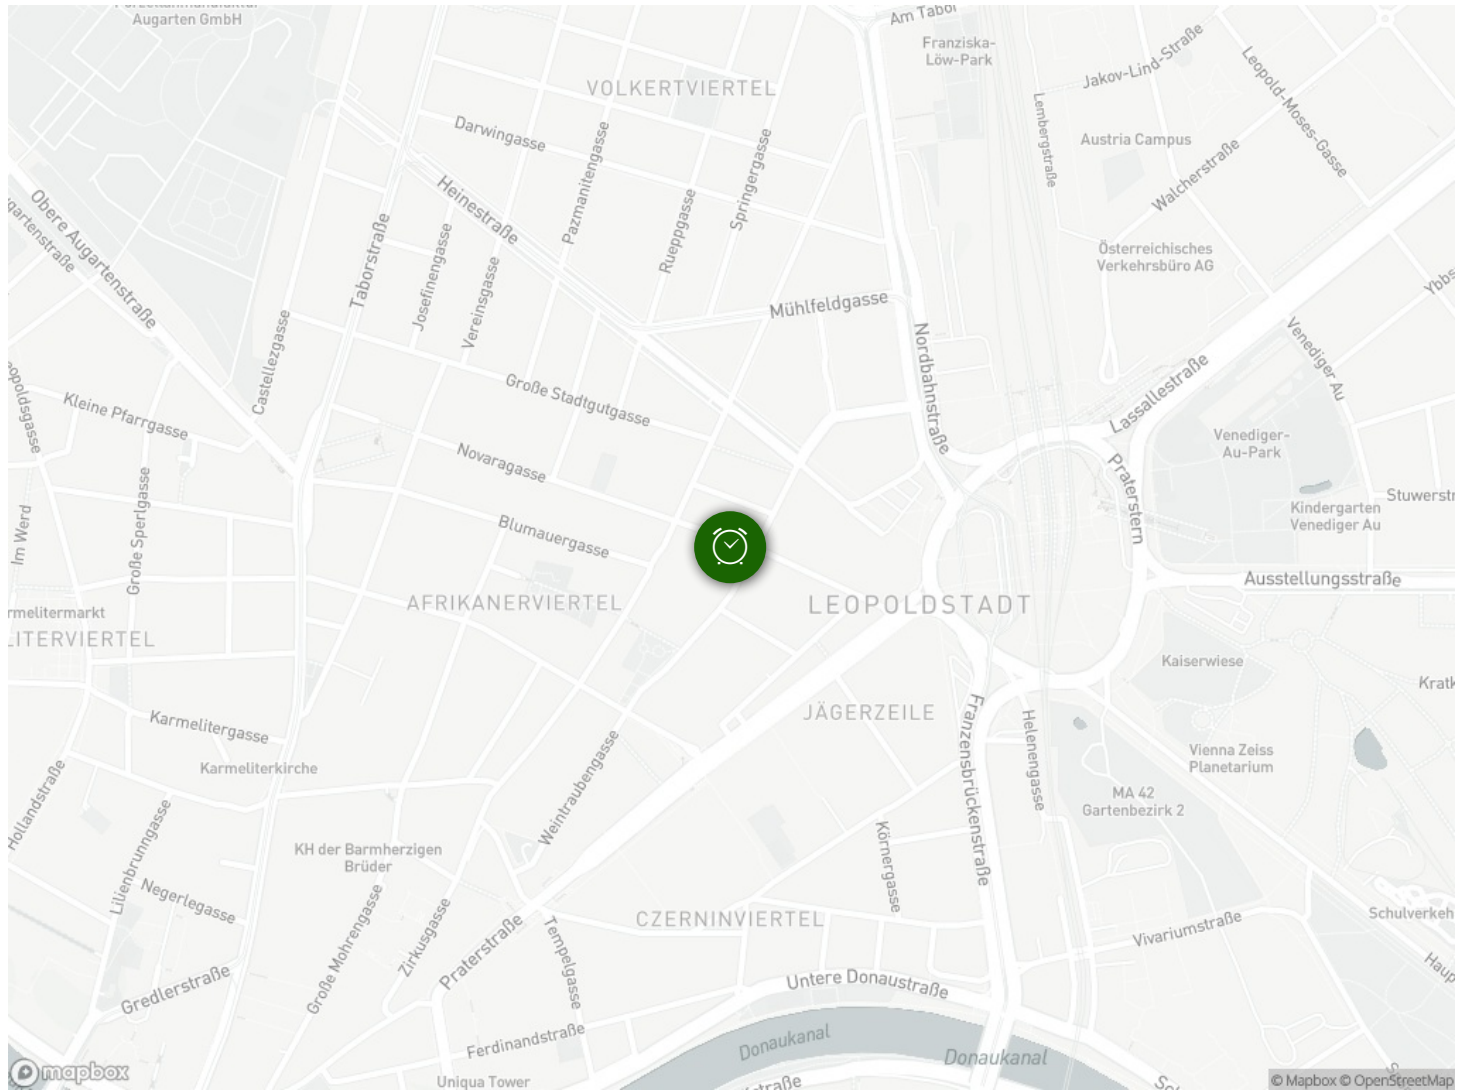 Augarten GmbH
Am Tabor
Franziska-
Löw-Park
Jakov-Lind-Straße
Leopold-Moses-Gasse
VOLKERTVIERTEL
Lembergstraße
Darwingasse
Pazmanitengasse
Springergasse
Austria Campus
Walcherstraße
Heinestraße
Rueppgasse
Obere Augartenstraße
Taborstraße
Josefinengasse
Vereinsgasse
Österreichisches
Verkehrsbüro AG
Mühlfeldgasse
Castellezgasse
Nordbahnstraße
Venediger Au
Lassallestraße
Kleine Pfarrgasse
Große Stadtgutgasse
Venediger-
Au-Park
Novaragasse
Praterstern
Kindergarten
Venediger Au
Im Werd
Große Sperlgasse
Blumauergasse
Ausstellungsstraße
AFRIKANERVIERTEL
LEOPOLDSTADT
Kaiserwiese
Karmelitergasse
JÄGERZEILE
Franzensbrückenstraße
Helenengasse
Karmeliterkirche
Weintraubengasse
Vienna Zeiss
Planetarium
MA 42
Gartenbezirk 2
Hollandstraße
Lilienbrunngasse
KH der Barmherzigen
Brüder
Körnergasse
Negerlegasse
Große Mohrengasse
Zirkusgasse
Praterstraße
Tempelgasse
CZERNINVIERTEL
Vivariumstraße
Gredlerstraße
Untere Donaustraße
Ferdinandstraße
Donaukanal
Donaukanal
Uniqua Tower
mapbox
© Mapbox © OpenStreetMap